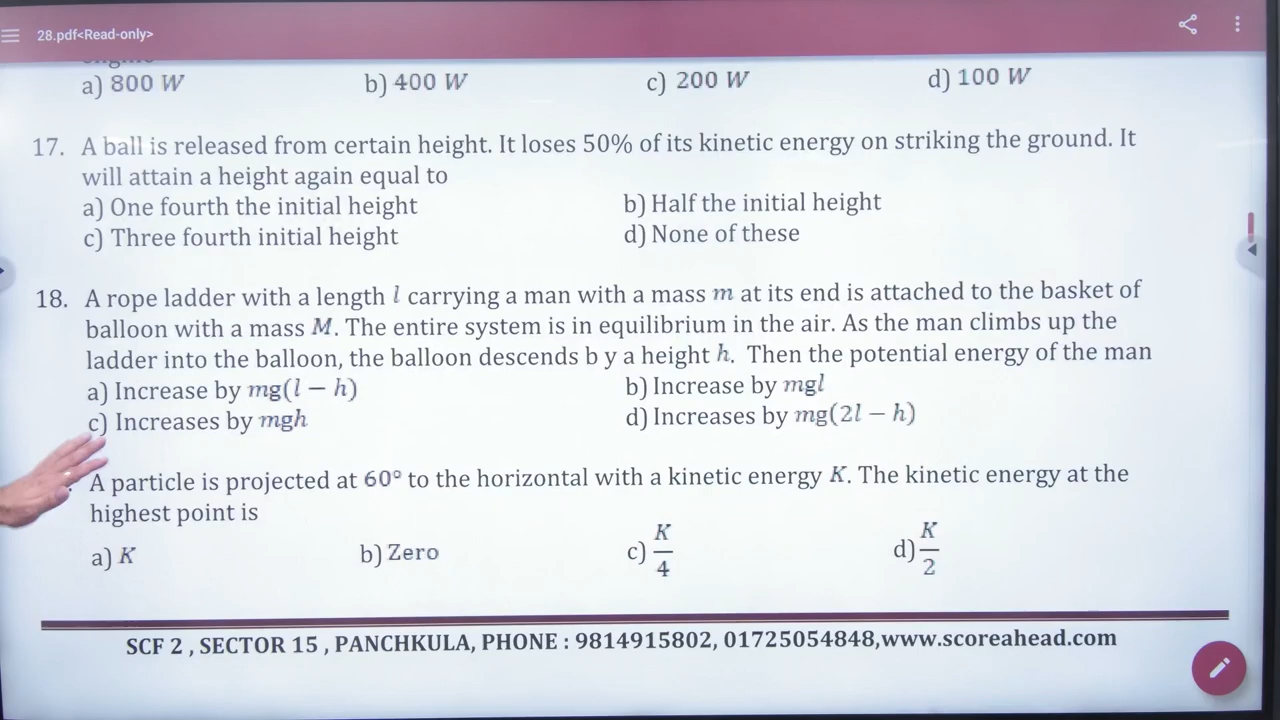 28.pdf<Read-only>
a) 800 W b) 400 W c) 200 W d) 100 W
17. A ball is released from certain height. It loses 50% of its kinetic energy on striking the ground. It
will attain a height again equal to
a) One fourth the initial height b) Half the initial height
c) Three fourth initial height d) None of these
18. A rope ladder with a length l carrying a man with a mass m at its end is attached to the basket of
balloon with a mass M. The entire system is in equilibrium in the air. As the man climbs up the
ladder into the balloon, the balloon descends b y a height h. Then the potential energy of the man
a) Increase by mg(l − h) b) Increase by mgl
c) Increases by mgh d) Increases by mg(2l − h)
A particle is projected at 60° to the horizontal with a kinetic energy K. The kinetic energy at the
highest point is
a) K b) Zero c) K/4 d) K/2
SCF 2 , SECTOR 15 , PANCHKULA, PHONE : 9814915802, 01725054848,www.scoreahead.com